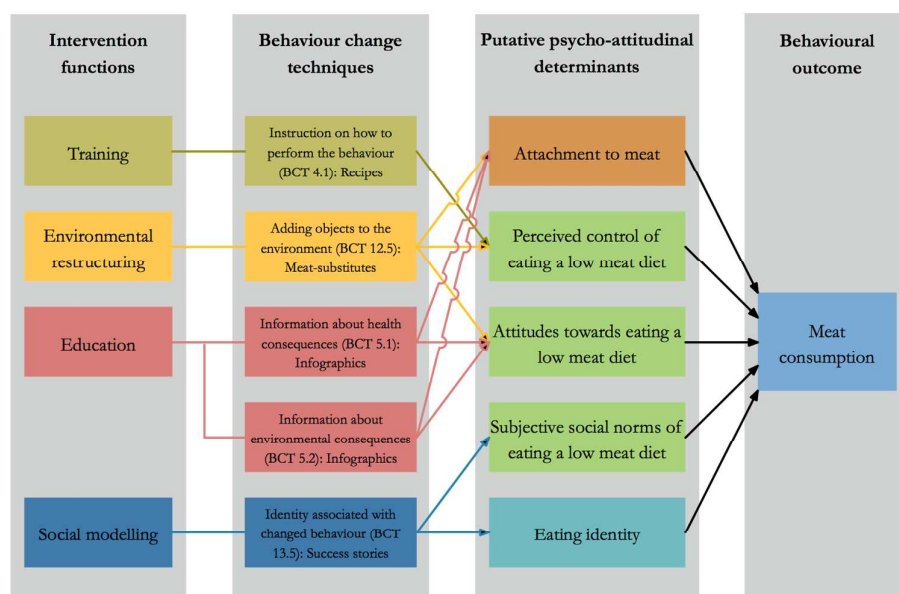 Intervention
functions
Behaviour change
techniques
Putative psycho-attitudinal
determinants
Behavioural
outcome
Training
Instruction on how to
perform the behaviour
(BCT 4.1): Recipes
Attachment to meat
Environmental
restructuring
Adding objects to the
environment (BCT 12.5):
Meat-substitutes
Perceived control of
eating a low meat diet
Education
Information about health
consequences (BCT 5.1):
Infographics
Attitudes towards eating a
low meat diet
Meat
consumption
Information about
environmental consequences
(BCT 5.2): Infographics
Subjective social norms of
eating a low meat diet
Social modelling
Identity associated with
changed behaviour (BCT
13.5): Success stories
Eating identity